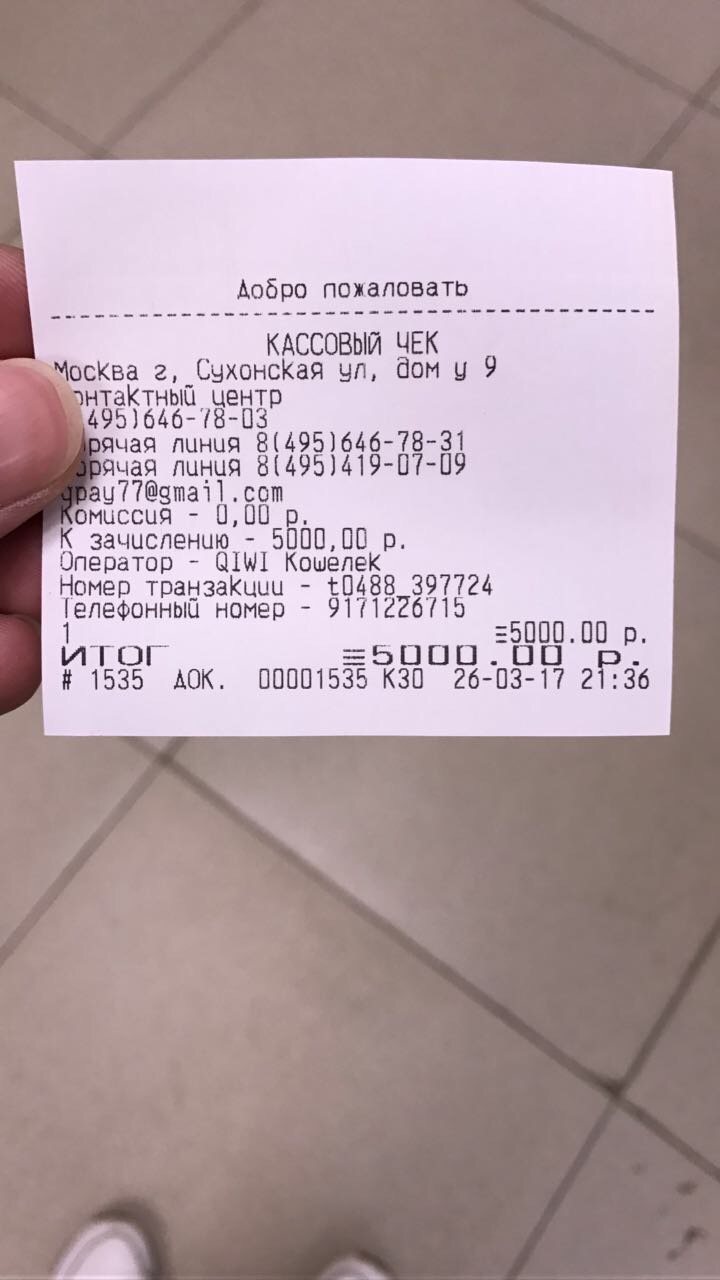 Добро пожаловать
КАССОВЫЙ ЧЕК
Москва г, Сухонская ул, дом у 9
онтактный центр
495)646-78-03
рячая линия 8(495)646-78-31
рячая линия 8(495)419-07-09
gpay77@gmail.com
Комиссия - 0,00 р.
К зачислению - 5000,00 р.
Оператор - QIWI Кошелек
Номер транзакции - t0488_397724
Телефонный номер - 9171226715
1 ≡5000.00 р.
ИТОГ ≡5000.00 р.
# 1535 ДОК. 00001535 К30 26-03-17 21:36